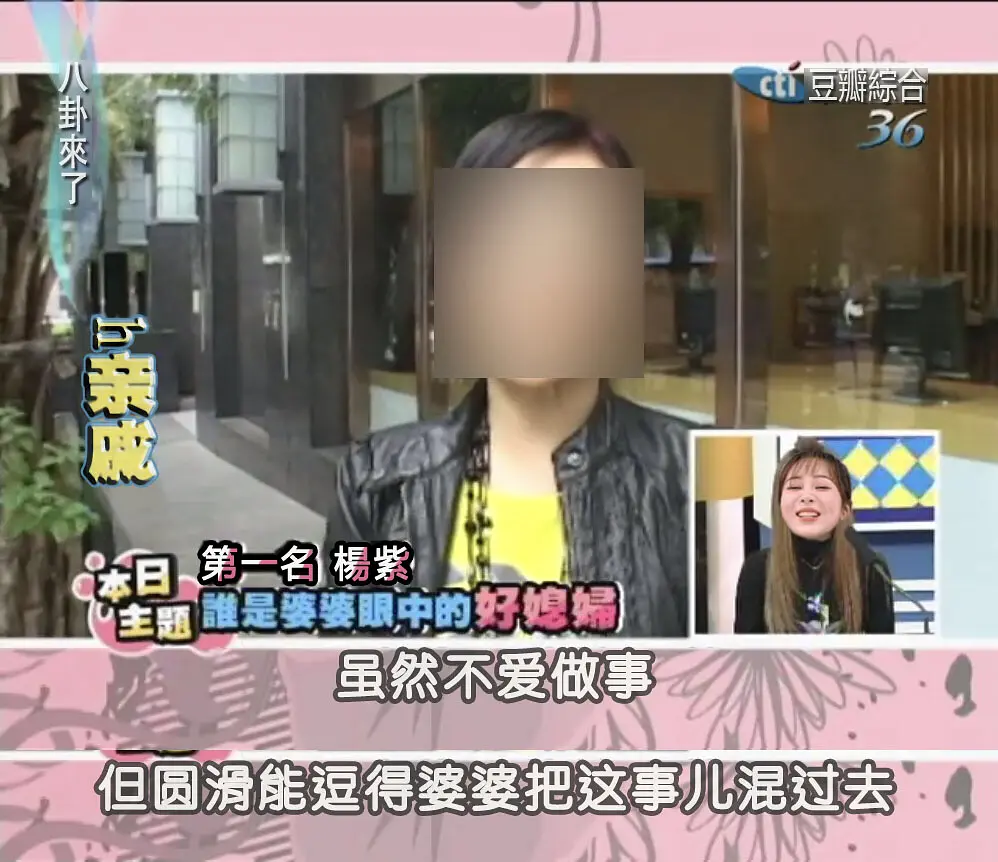 八卦來了
cti 豆瓣綜合
36
亲戚
第一名 楊紫
本日
主題
誰是婆婆眼中的好媳婦
虽然不爱做事
但圆滑能逗得婆婆把这事儿混过去